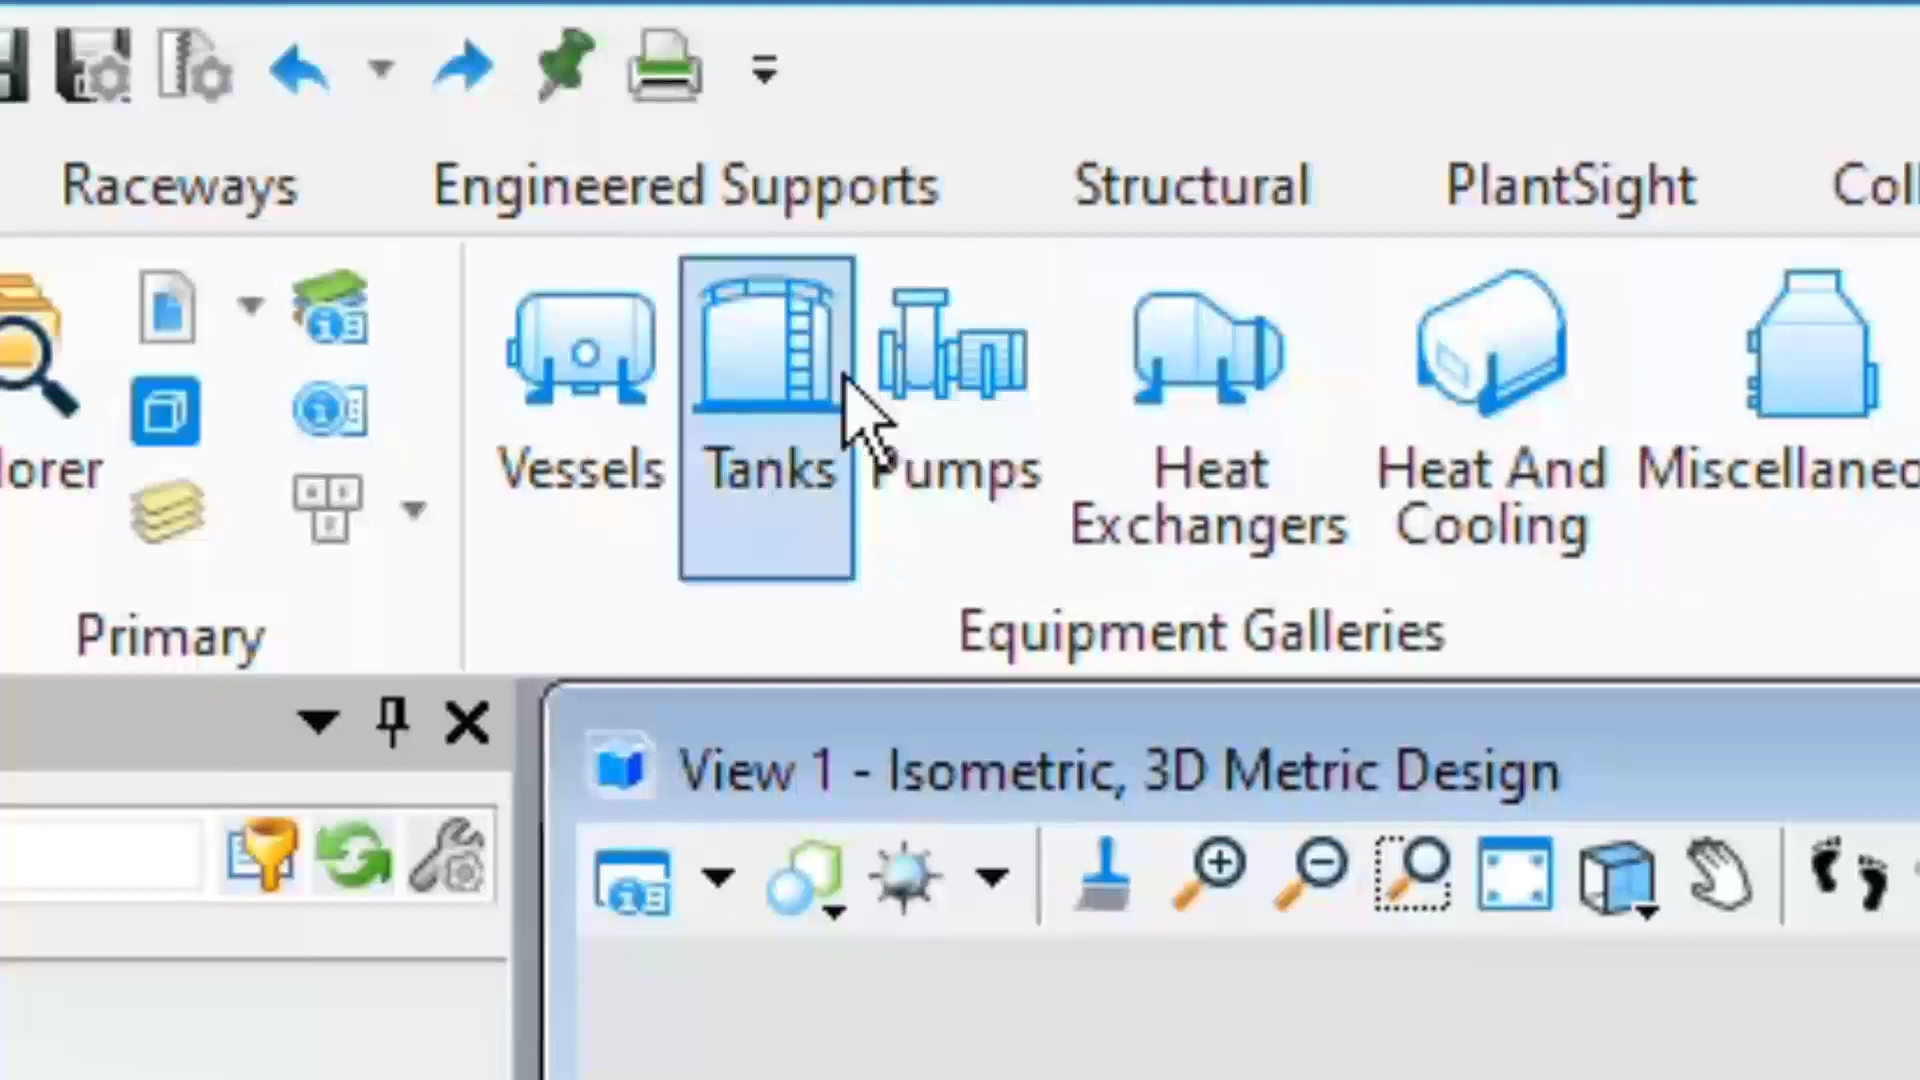 Raceways Engineered Supports Structural PlantSight
Vessels Tanks Pumps Heat Exchangers Heat And Cooling
Primary Equipment Galleries
View 1 - Isometric, 3D Metric Design